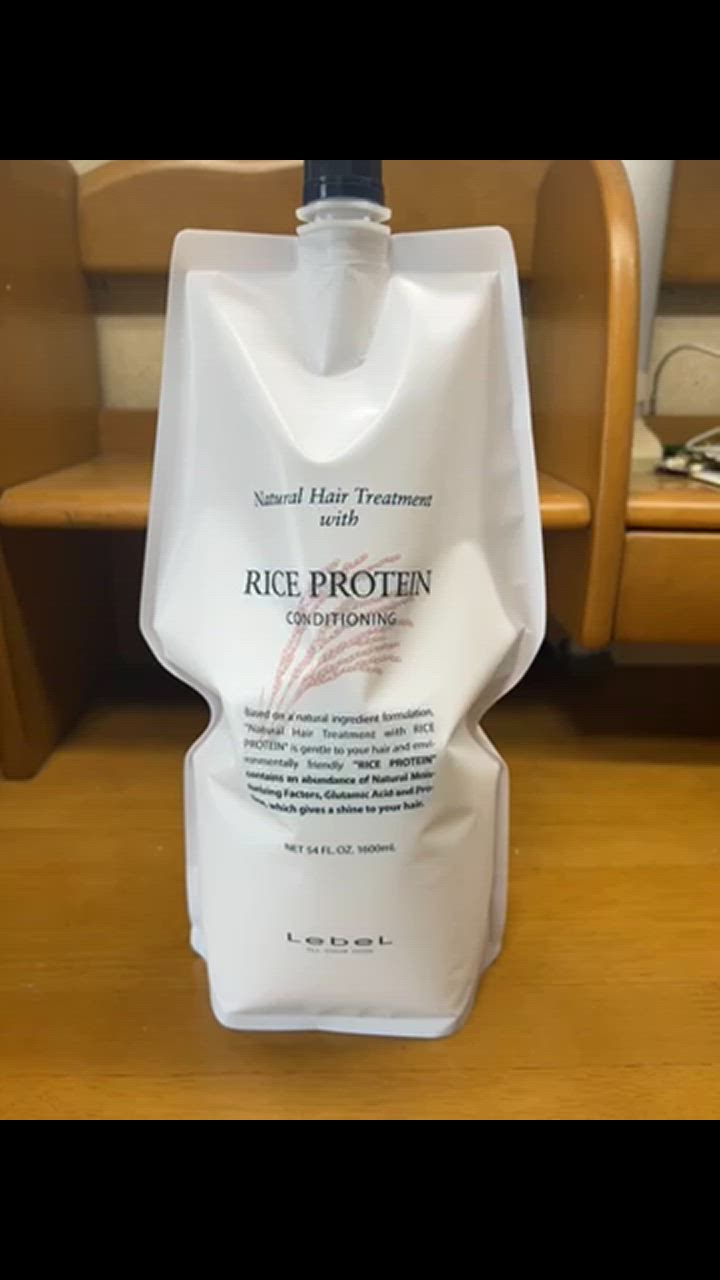 Natural Hair Treatment
with
RICE PROTEIN
CONDITIONING
Based on a natural ingredient formulation,
"Natural Hair Treatment with RICE
PROTEIN" is gentle to your hair and envi-
ronmentally friendly "RICE PROTEIN"
contains an abundance of Natural Mois-
turizing Factors, Glutamic Acid and Pro-
which gives a shine to your hair.
NET 54 FL. OZ. 1600mL
LebeL